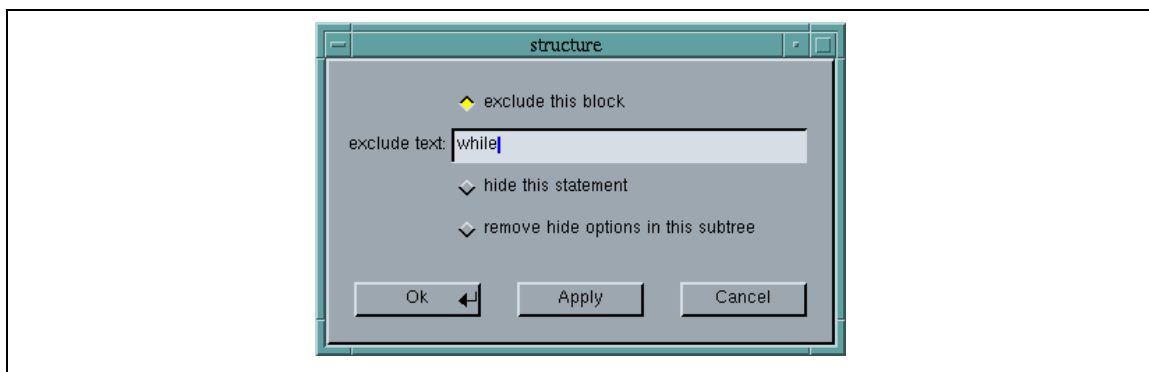 structure
exclude this block
exclude text: while
hide this statement
remove hide options in this subtree
Ok Apply Cancel